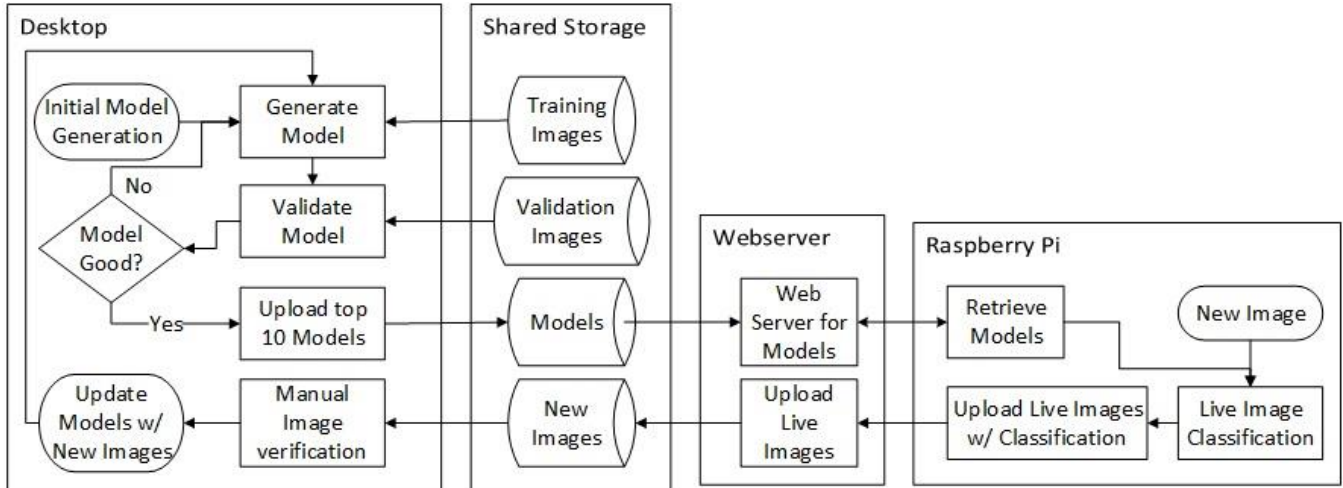 Desktop
Initial Model
Generation
Generate
Model
No
Model
Good?
Validate
Model
Yes
Upload top
10 Models
Update
Models w/
New Images
Manual
Image
verification
Shared Storage
Training
Images
Validation
Images
Models
New
Images
Webserver
Web
Server for
Models
Upload
Live
Images
Raspberry Pi
Retrieve
Models
New Image
Upload Live Images
w/ Classification
Live Image
Classification